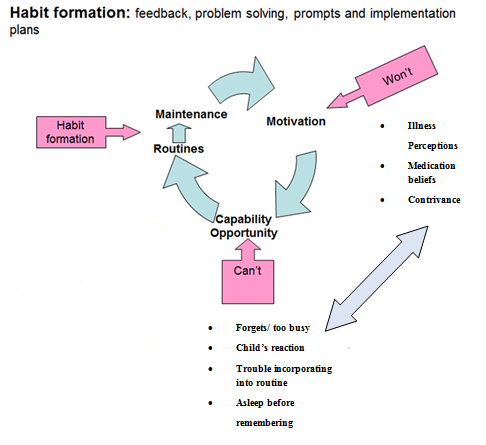 Habit formation: feedback, problem solving, prompts and implementation
plans
Won't
Maintenance
Motivation
Habit
formation
Routines
• Illness
Perceptions
• Medication
beliefs
• Contrivance
Capability
Opportunity
Can't
• Forgets/ too busy
• Child's reaction
• Trouble incorporating
into routine
• Asleep before
remembering